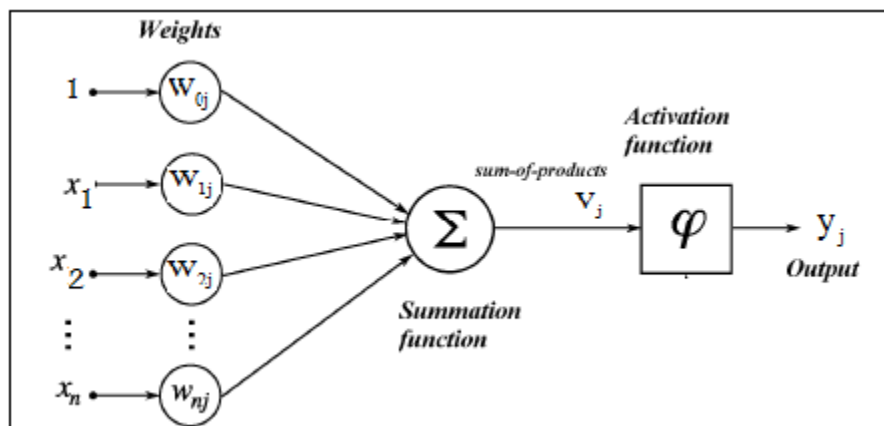 Weights
1 w0j
Activation
function
x1 w1j
sum-of-products
vj
Σ
φ
yj
x2 w2j
Output
Summation
function
⋮ ⋮
xn wnj